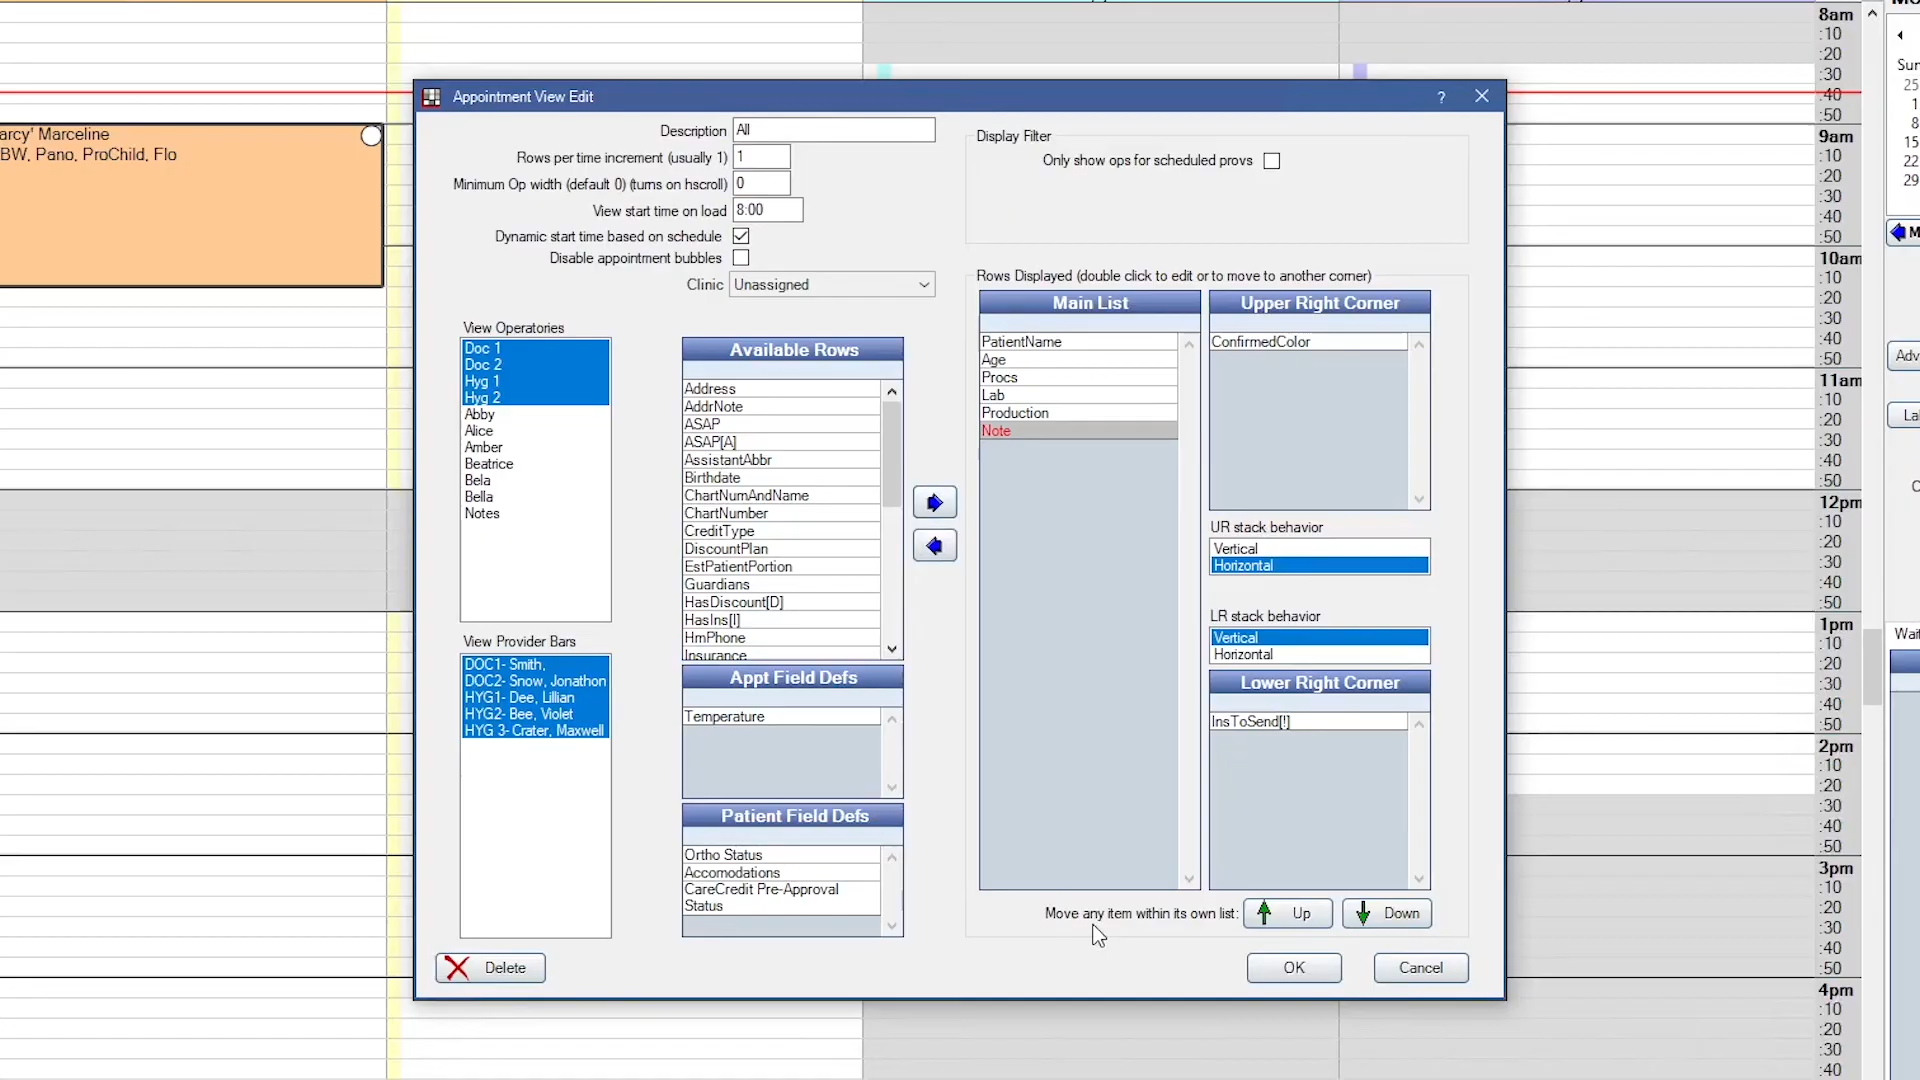 arcy' Marceline
BW, Pano, ProChild, Flo
Appointment View Edit
?
Description
All
Rows per time increment (usually 1)
1
Minimum Op width (default 0) (turns on hscroll)
0
View start time on load
8:00
Dynamic start time based on schedule
Disable appointment bubbles
Clinic
Unassigned
View Operatories
Doc 1
Doc 2
Hyg 1
Hyg 2
Abby
Alice
Amber
Beatrice
Bela
Bella
Notes
View Provider Bars
DOC1- Smith,
DOC2- Snow, Jonathon
HYG1- Dee, Lillian
HYG2- Bee, Violet
HYG 3- Crater, Maxwell
Available Rows
Address
AddrNote
ASAP
ASAP[A]
AssistantAbbr
Birthdate
ChartNumAndName
ChartNumber
CreditType
DiscountPlan
EstPatientPortion
Guardians
HasDiscount[D]
HasIns[I]
HmPhone
Insurance
Appt Field Defs
Temperature
Patient Field Defs
Ortho Status
Accomodations
CareCredit Pre-Approval
Status
Display Filter
Only show ops for scheduled provs
Rows Displayed (double click to edit or to move to another corner)
Main List
PatientName
Age
Procs
Lab
Production
Note
Upper Right Corner
ConfirmedColor
UR stack behavior
Vertical
Horizontal
LR stack behavior
Vertical
Horizontal
Lower Right Corner
InsToSend[!]
Move any item within its own list:
Up
Down
Delete
OK
Cancel
8am
:10
:20
:30
:40
:50
9am
:10
:20
:30
:40
:50
10am
:10
:20
:30
:40
:50
11am
:10
:20
:30
:40
:50
12pm
:10
:20
:30
:40
:50
1pm
:10
:20
:30
:40
:50
2pm
:10
:20
:30
:40
:50
3pm
:10
:20
:30
:40
:50
4pm
:10
:20
:30
:40
Sun
25
1
8
15
22
29
M
Adv
Lab
Wait